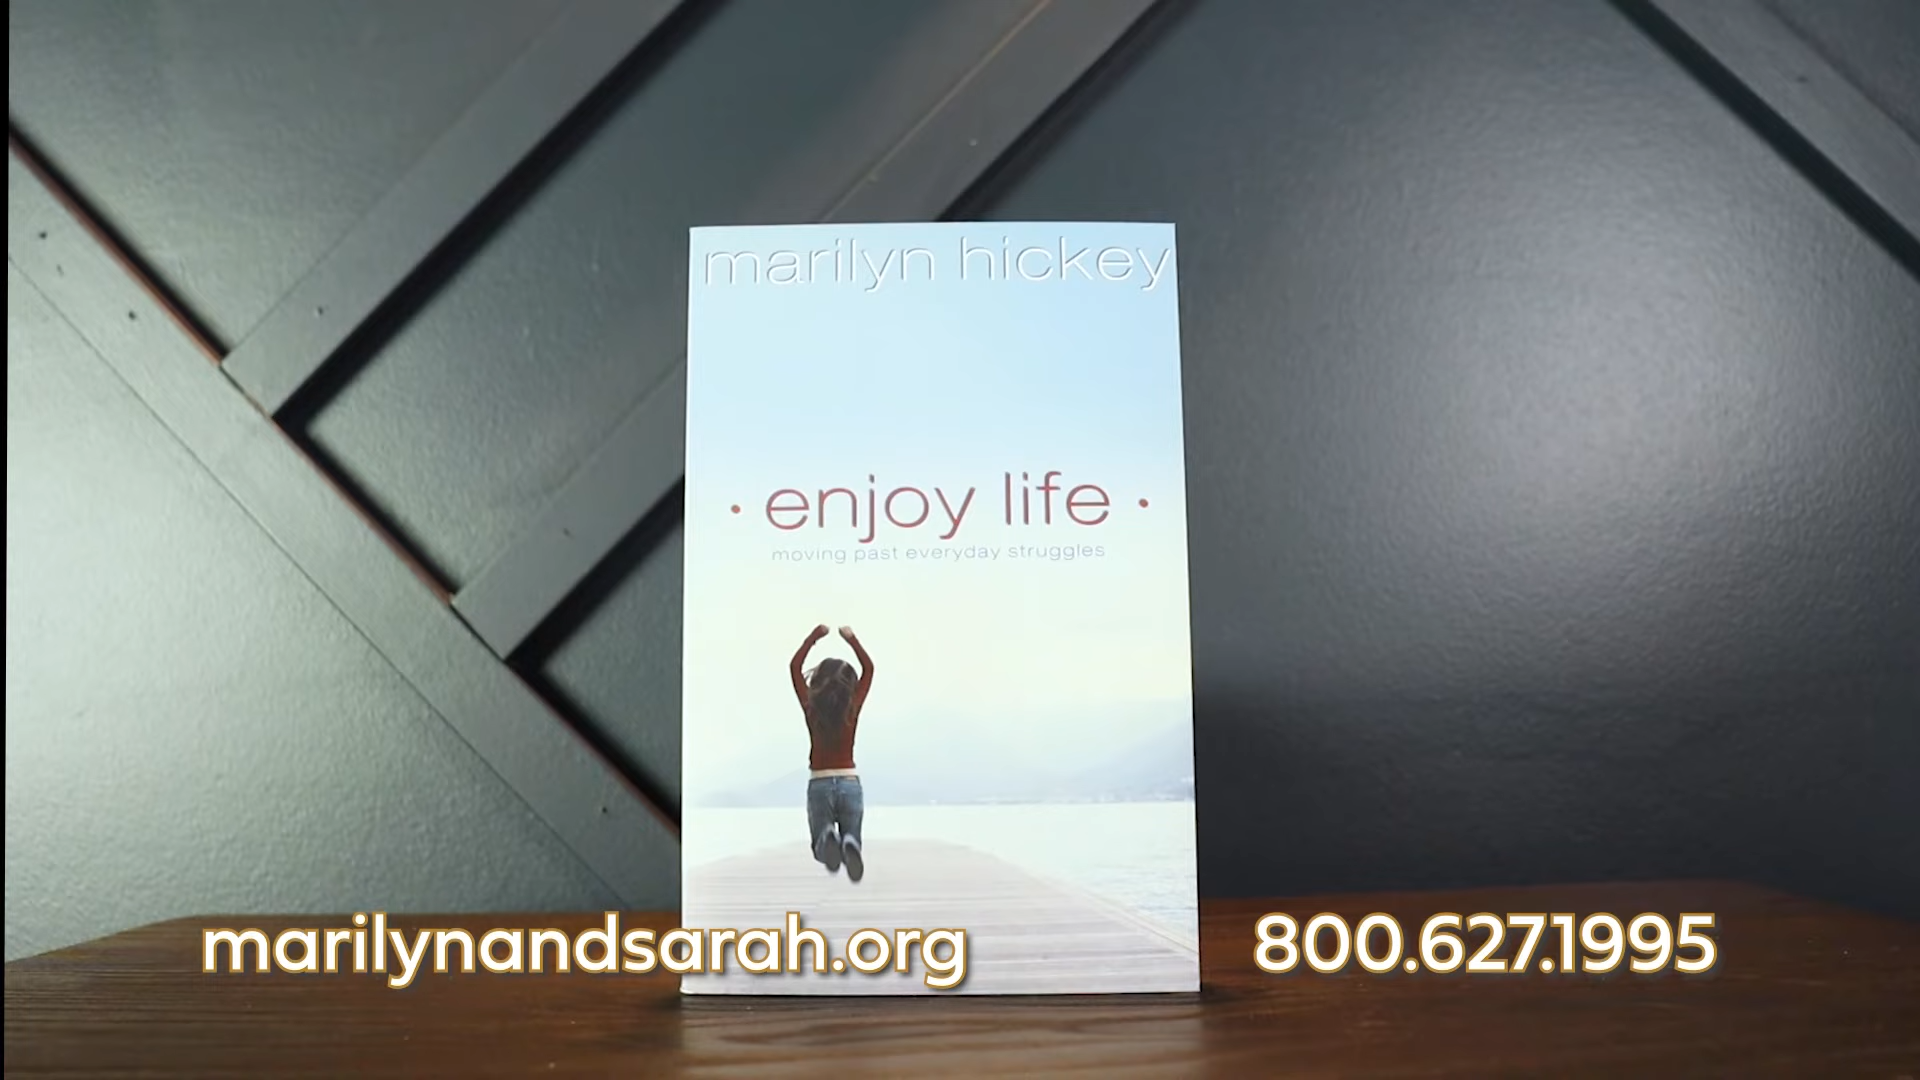 marilyn hickey
• enjoy life •
moving past everyday struggles
marilynandsarah.org
800.627.1995